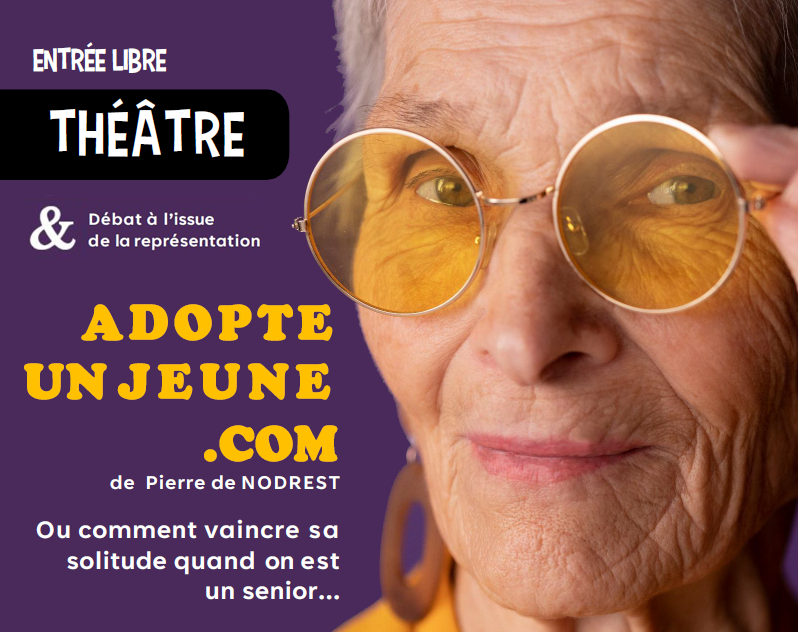 ENTRÉE LIBRE
THÉÂTRE
& Débat à l'issue
de la représentation
ADOPTE
UN JEUNE
.COM
de Pierre de NODREST
Ou comment vaincre sa
solitude quand on est
un senior...